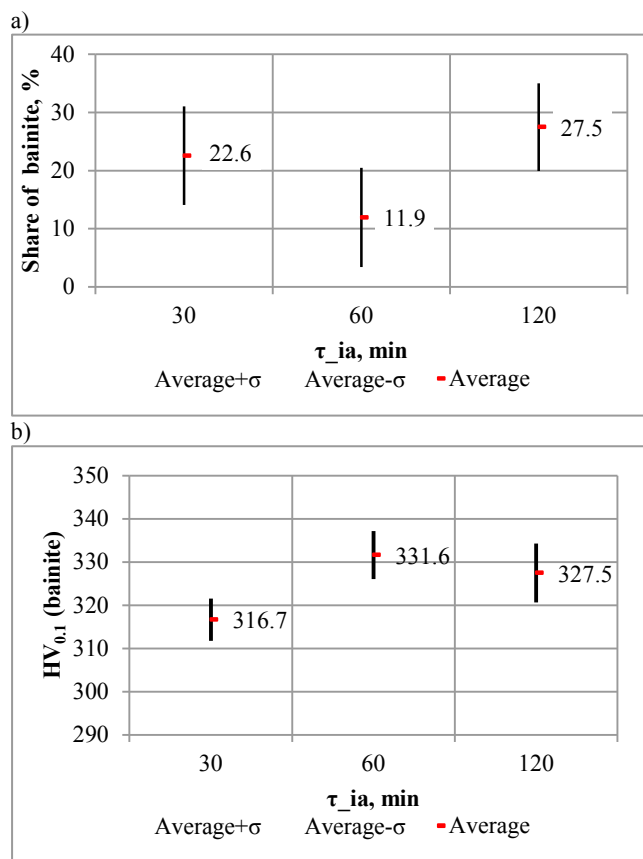 a)
40
30
20
10
0
Share of bainite, %
22.6
11.9
27.5
30 60 120
τ_ia, min
Average+σ Average-σ Average
b)
350
340
330
320
310
300
290
HV0.1 (bainite)
316.7
331.6
327.5
30 60 120
τ_ia, min
Average+σ Average-σ Average